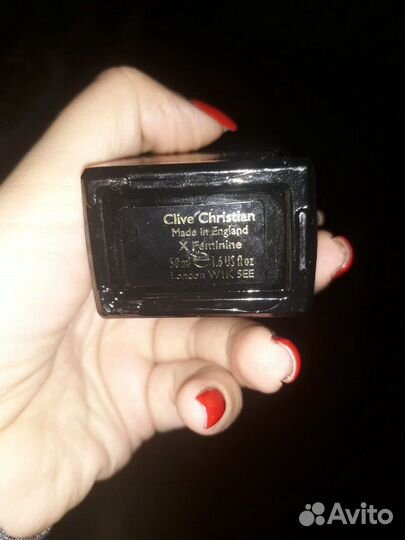 Clive Christian
Made in England
X Feminine
50ml e 1.6 US fl oz
London W1K 5EE
Avito